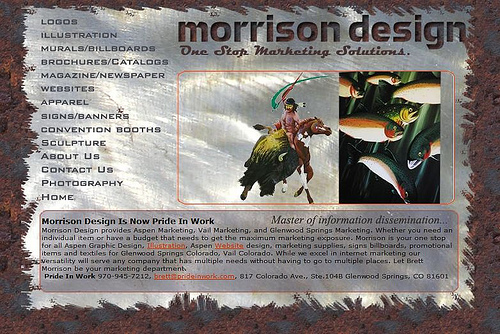 morrison design
One Stop Marketing Solutions.
LOGOS
ILLUSTRATION
MURALS/BILLBOARDS
BROCHURES/CATALOGS
MAGAZINE/NEWSPAPER
WEBSITES
APPAREL
SIGNS/BANNERS
CONVENTION BOOTHS
SCULPTURE
ABOUT US
CONTACT US
PHOTOGRAPHY
HOME
Morrison Design Is Now Pride In Work
Master of information dissemination...
Morrison Design provides Aspen Marketing, Vail Marketing, and Glenwood Springs Marketing. Whether you need an
individual item or have a budget that needs to get the maximum marketing exposure. Morrison is your one stop
for all Aspen Graphic Design, Illustration, Aspen Website design, marketing supplies, signs billboards, promotional
items and textiles for Glenwood Springs Colorado, Vail Colorado. While we excel in internet marketing our
versatility will serve any company that has multiple needs without having to go to multiple places. Let Brett
Morrison be your marketing department.
Pride In Work 970-945-7212, brett@prideinwork.com, 817 Colorado Ave., Ste.104B Glenwood Springs, CO 81601